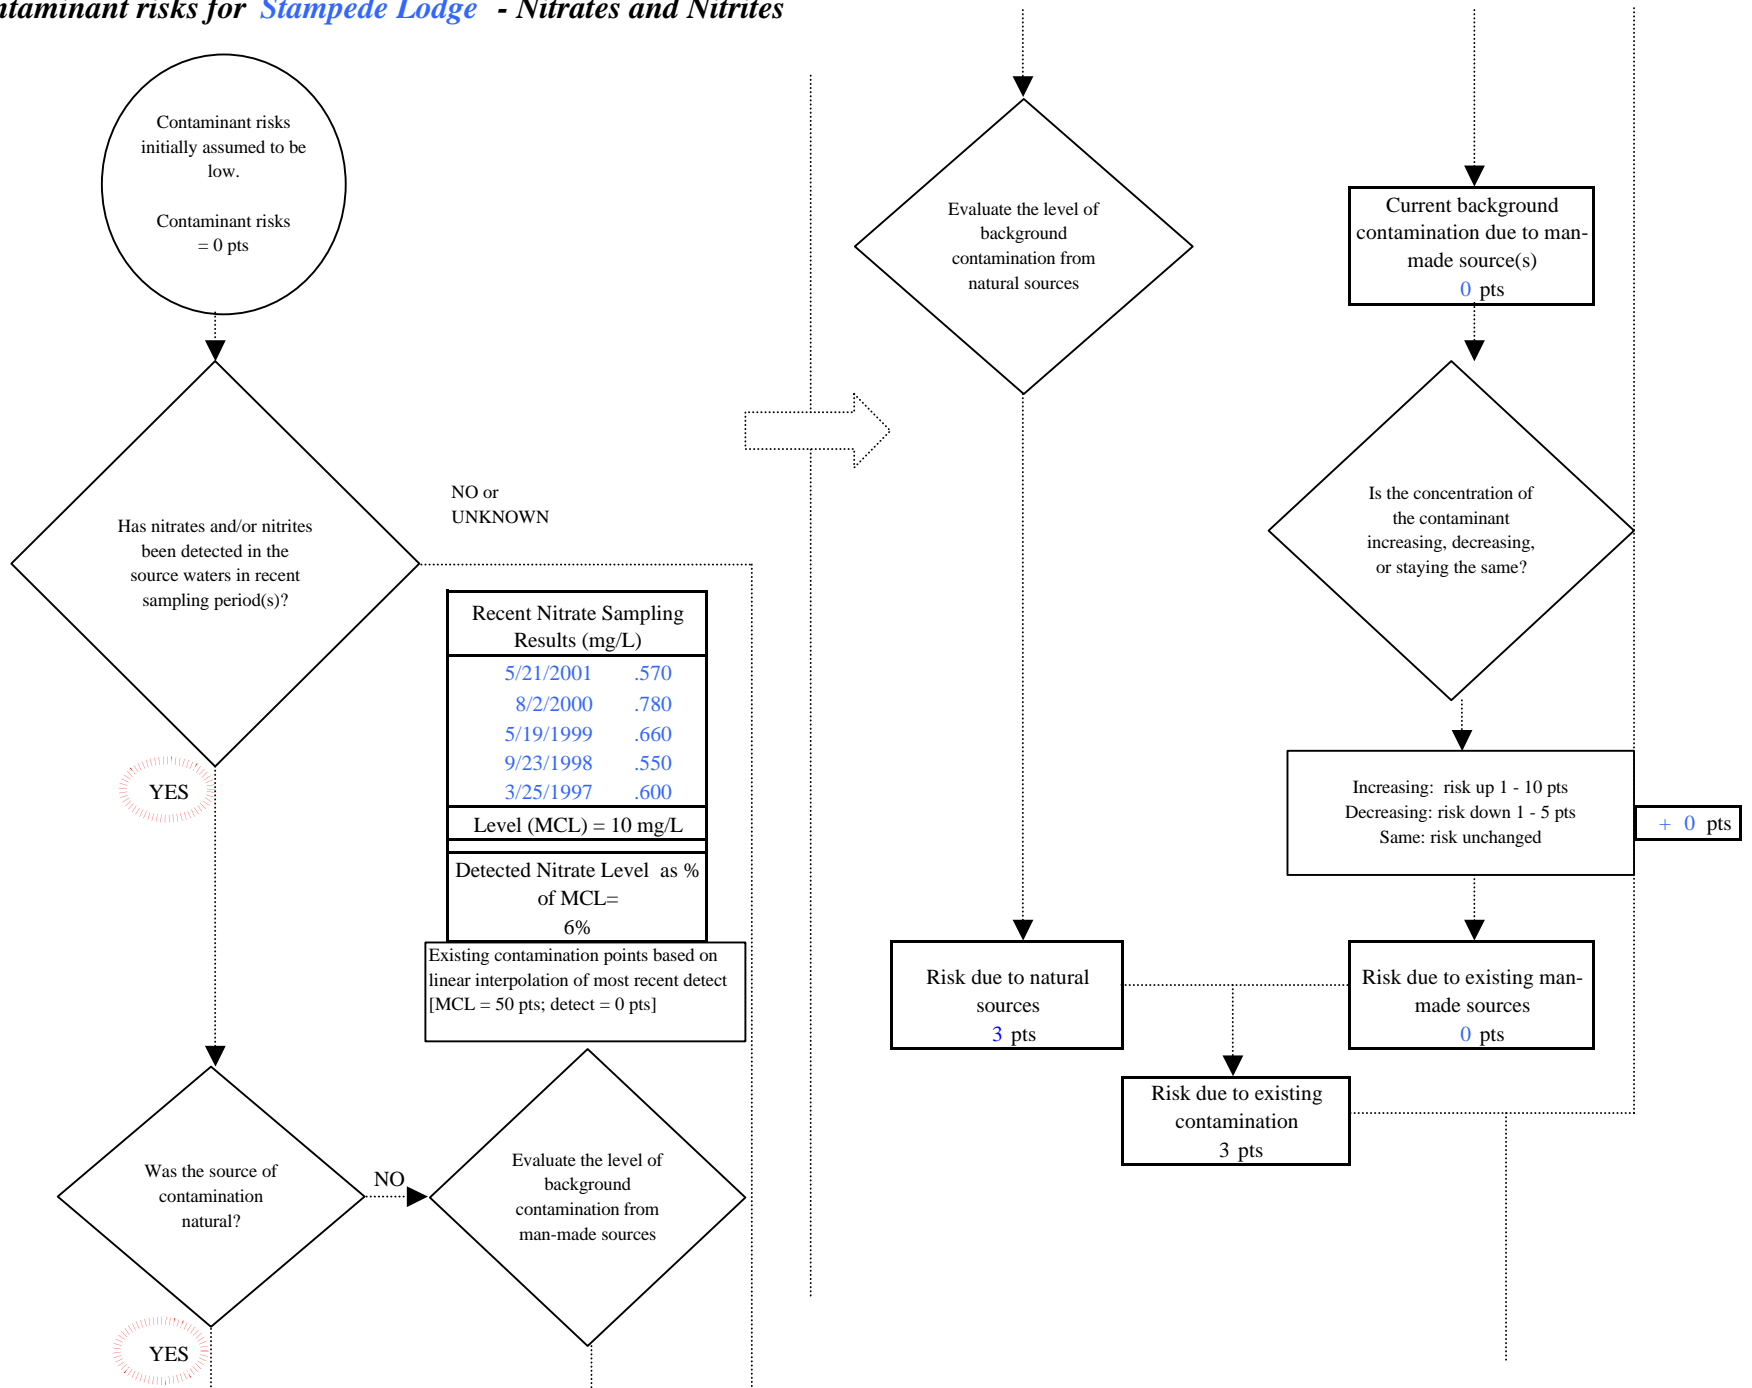 ntaminant risks for Stampede Lodge - Nitrates and Nitrites
Contaminant risks
initially assumed to be
low.
Contaminant risks
= 0 pts
Has nitrates and/or nitrites
been detected in the
source waters in recent
sampling period(s)?
NO or
UNKNOWN
YES
Recent Nitrate Sampling
Results (mg/L)
5/21/2001 .570
8/2/2000 .780
5/19/1999 .660
9/23/1998 .550
3/25/1997 .600
Level (MCL) = 10 mg/L
Detected Nitrate Level as %
of MCL=
6%
Existing contamination points based on
linear interpolation of most recent detect
[MCL = 50 pts; detect = 0 pts]
Was the source of
contamination
natural?
NO
YES
Evaluate the level of
background
contamination from
man-made sources
Evaluate the level of
background
contamination from
natural sources
Current background
contamination due to man-
made source(s)
0 pts
Is the concentration of
the contaminant
increasing, decreasing,
or staying the same?
Increasing: risk up 1 - 10 pts
Decreasing: risk down 1 - 5 pts
Same: risk unchanged
+ 0 pts
Risk due to natural
sources
3 pts
Risk due to existing man-
made sources
0 pts
Risk due to existing
contamination
3 pts